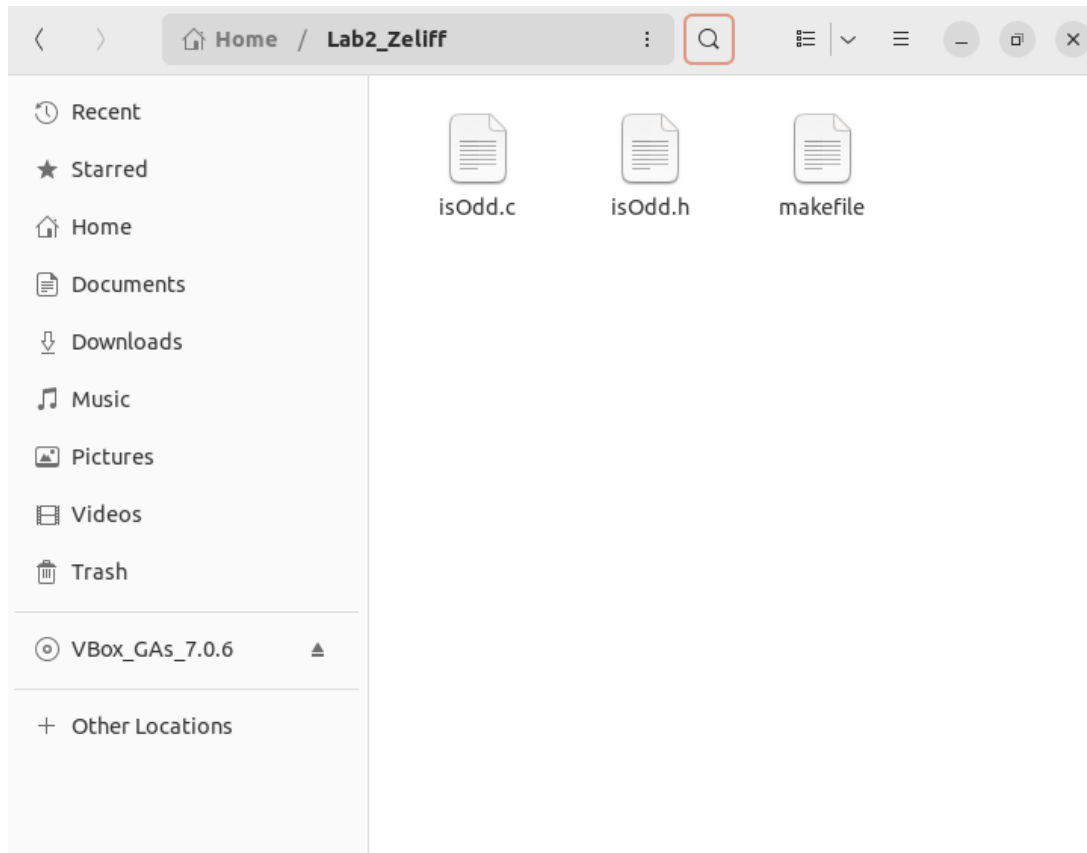 Home / Lab2_Zeliff
Recent
Starred
Home
Documents
Downloads
Music
Pictures
Videos
Trash
VBox_GAs_7.0.6
+ Other Locations
isOdd.c isOdd.h makefile